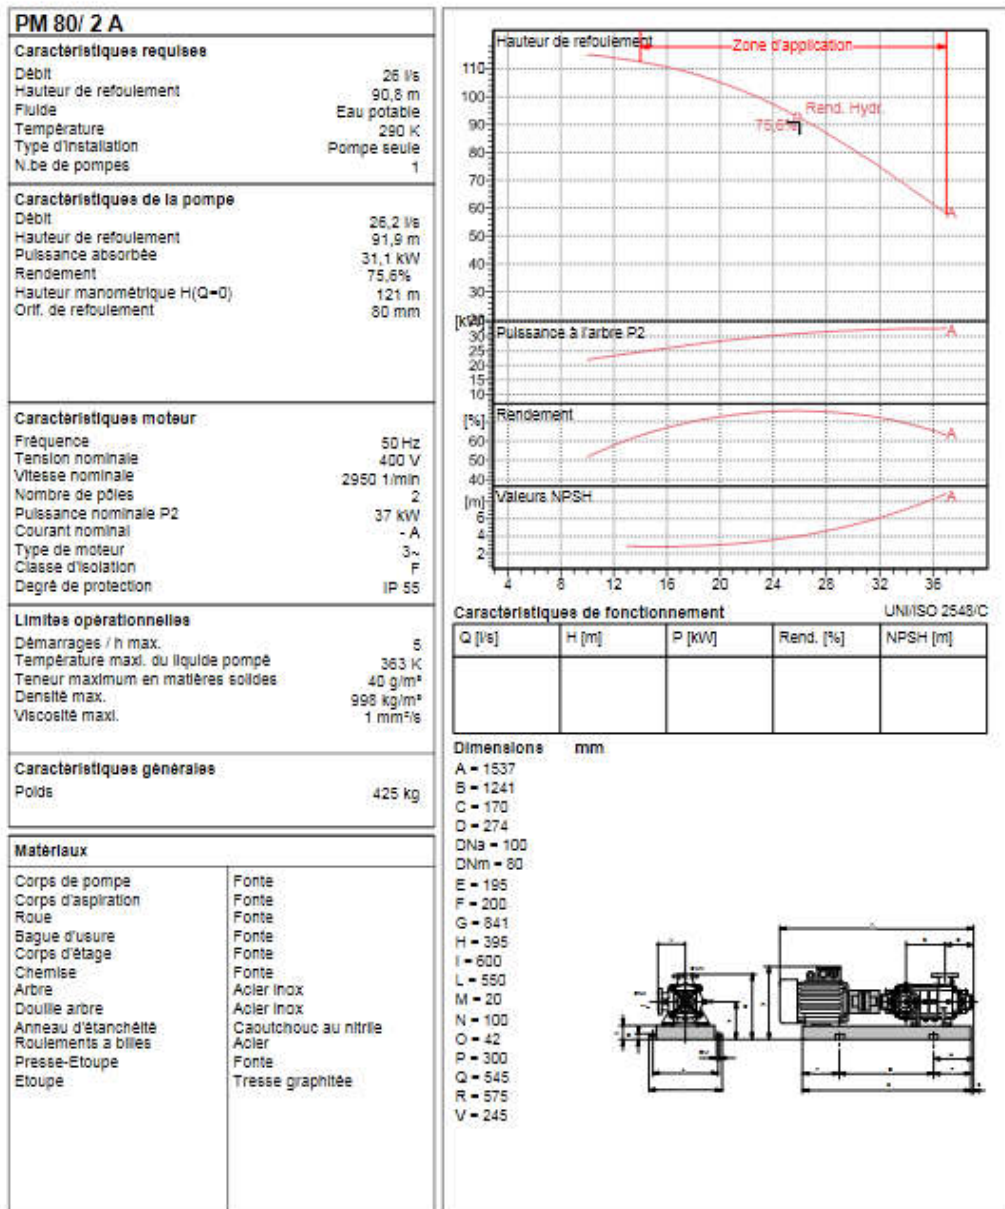 PM 80/ 2 A
Caractéristiques requises
Débit 26 l/s
Hauteur de refoulement 90,8 m
Fluide Eau potable
Température 290 K
Type d'installation Pompe seule
N.be de pompes 1
Caractéristiques de la pompe
Débit 26,2 l/s
Hauteur de refoulement 91,9 m
Puissance absorbée 31,1 kW
Rendement 75,6%
Hauteur manométrique H(Q=0) 121 m
Orif. de refoulement 80 mm
Caractéristiques moteur
Fréquence 50 Hz
Tension nominale 400 V
Vitesse nominale 2950 1/min
Nombre de pôles 2
Puissance nominale P2 37 kW
Courant nominal - A
Type de moteur 3~
Classe d'isolation F
Degré de protection IP 55
Limites opérationnelles
Démarrages / h max. 5
Température maxi. du liquide pompé 363 K
Teneur maximum en matières solides 40 g/m³
Densité max. 998 kg/m³
Viscosité maxi. 1 mm²/s
Caractéristiques générales
Poids 425 kg
Matériaux
Corps de pompe Fonte
Corps d'aspiration Fonte
Roue Fonte
Bague d'usure Fonte
Corps d'étage Fonte
Chemise Fonte
Arbre Acier inox
Douille arbre Acier inox
Anneau d'étanchéité Caoutchouc au nitrile
Roulements a billes Acier
Presse-Etoupe Fonte
Etoupe Tresse graphitée
Hauteur de refoulement
Zone d'application
110
100
90
80
70
60
50
40
30
Rend. Hydr.
75,6%
A
[kW]
Puissance à l'arbre P2
30
25
20
15
10
A
[%]
Rendement
60
50
40
A
[m]
Valeurs NPSH
6
4
2
A
4 8 12 16 20 24 28 32 36
Caractéristiques de fonctionnement UNI/ISO 2548/C
Q [l/s] H [m] P [kW] Rend. [%] NPSH [m]
Dimensions mm
A = 1537
B = 1241
C = 170
D = 274
DNa = 100
DNm = 80
E = 195
F = 200
G = 841
H = 395
I = 600
L = 550
M = 20
N = 100
O = 42
P = 300
Q = 545
R = 575
V = 245